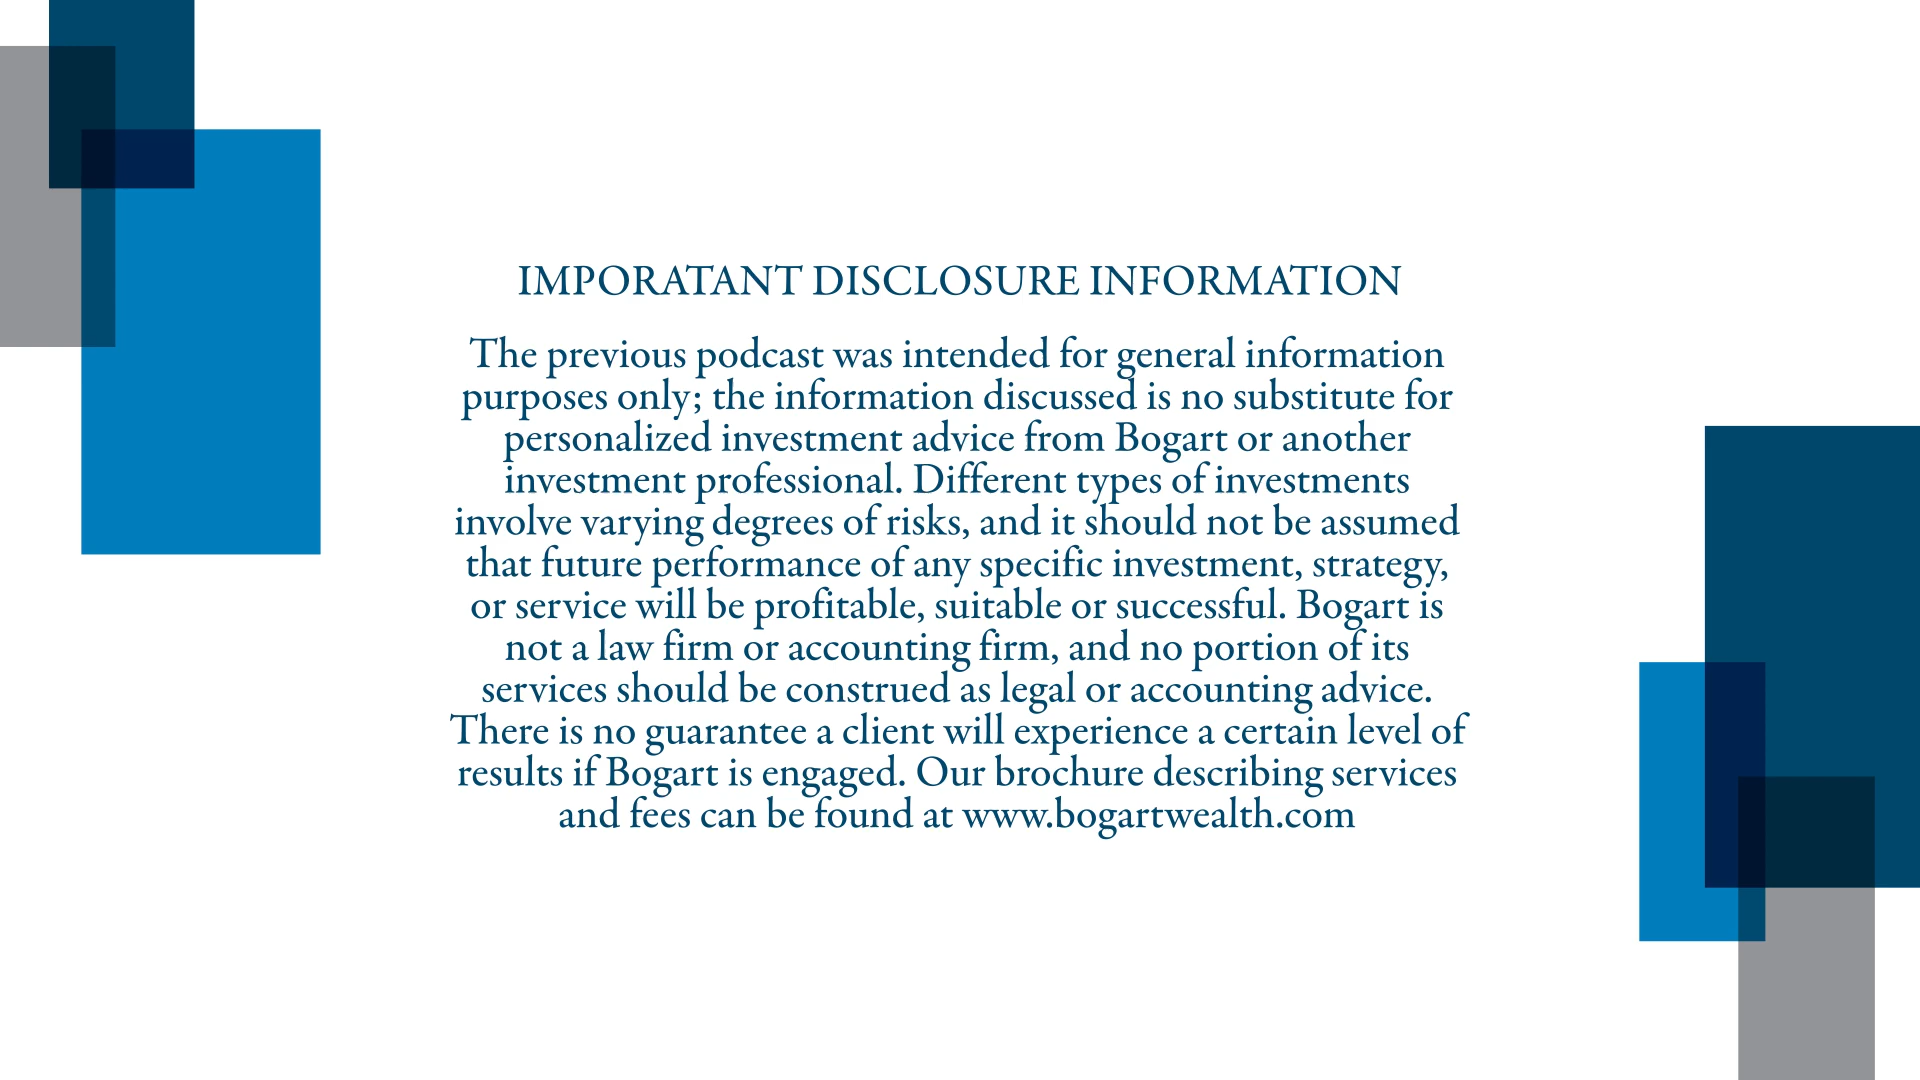 IMPORATANT DISCLOSURE INFORMATION
The previous podcast was intended for general information
purposes only; the information discussed is no substitute for
personalized investment advice from Bogart or another
investment professional. Different types of investments
involve varying degrees of risks, and it should not be assumed
that future performance of any specific investment, strategy,
or service will be profitable, suitable or successful. Bogart is
not a law firm or accounting firm, and no portion of its
services should be construed as legal or accounting advice.
There is no guarantee a client will experience a certain level of
results if Bogart is engaged. Our brochure describing services
and fees can be found at www.bogartwealth.com